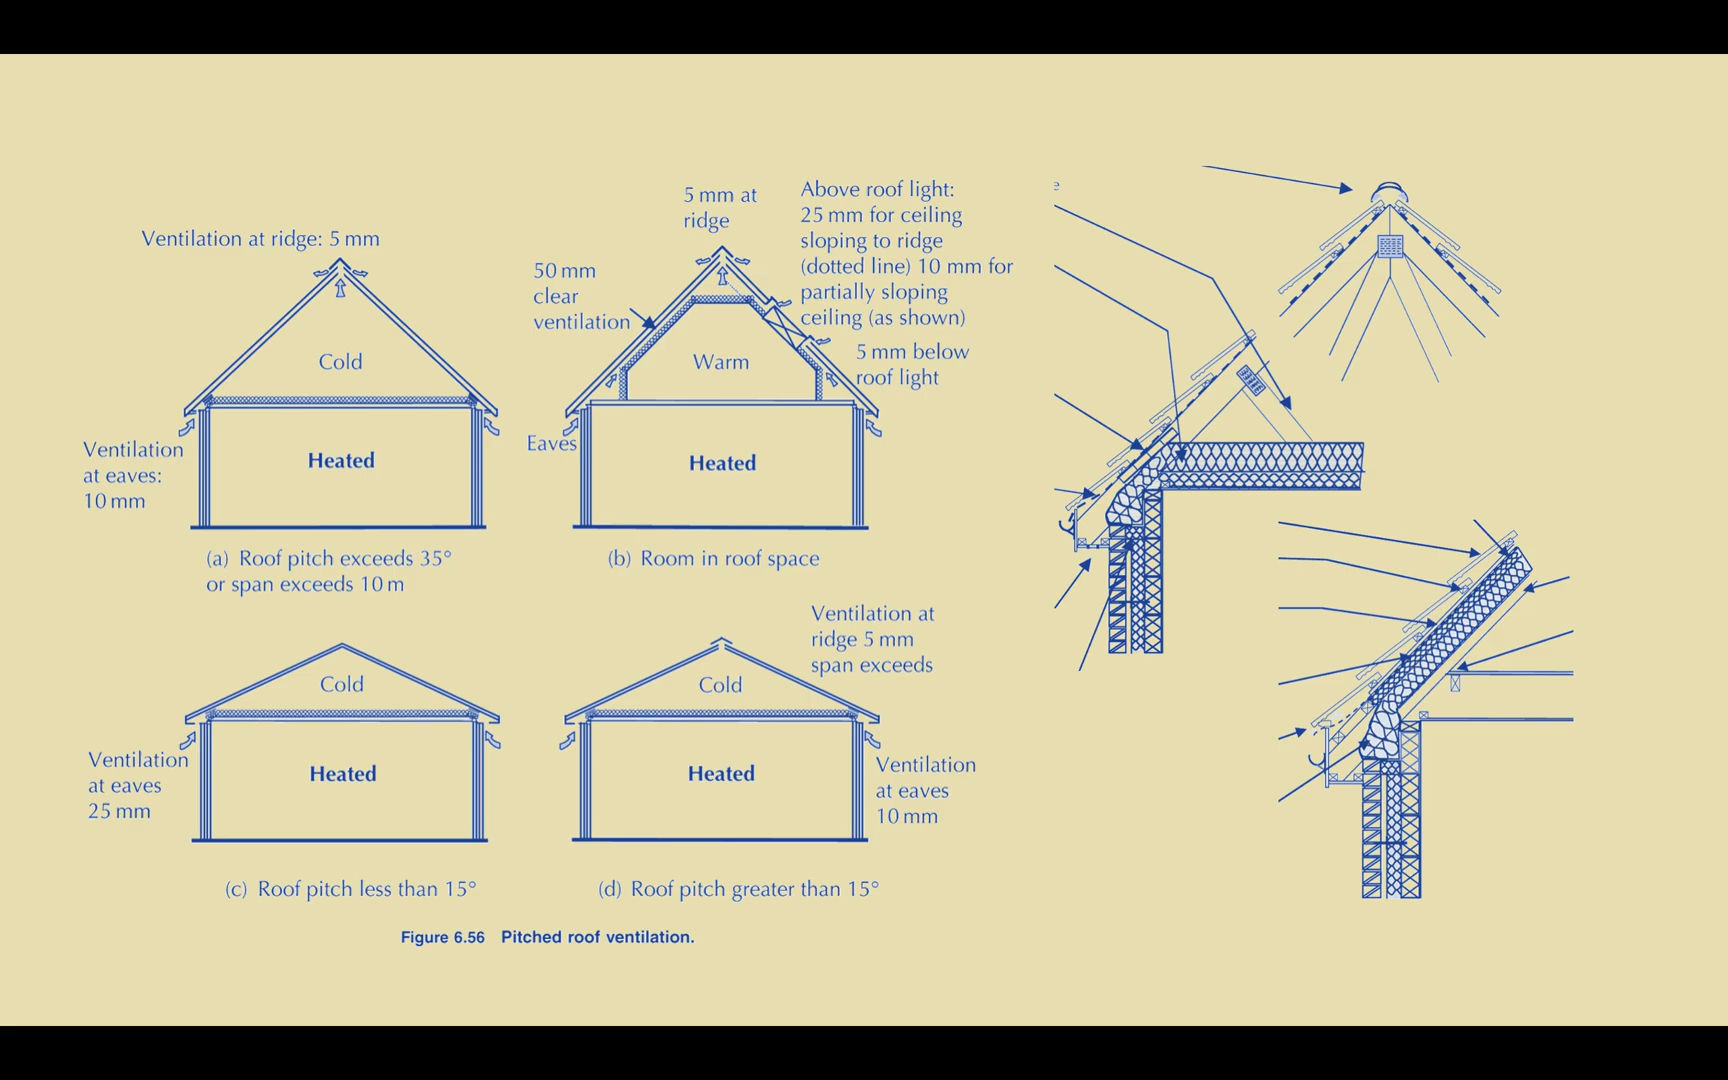 Ventilation at ridge: 5 mm
Cold
Ventilation
at eaves:
10 mm
Heated
(a) Roof pitch exceeds 35°
or span exceeds 10 m
5 mm at
ridge
50 mm
clear
ventilation
Above roof light:
25 mm for ceiling
sloping to ridge
(dotted line) 10 mm for
partially sloping
ceiling (as shown)
5 mm below
roof light
Warm
Eaves
Heated
(b) Room in roof space
Cold
Ventilation
at eaves
25 mm
Heated
(c) Roof pitch less than 15°
Ventilation at
ridge 5 mm
span exceeds
Cold
Heated
Ventilation
at eaves
10 mm
(d) Roof pitch greater than 15°
Figure 6.56 Pitched roof ventilation.
e